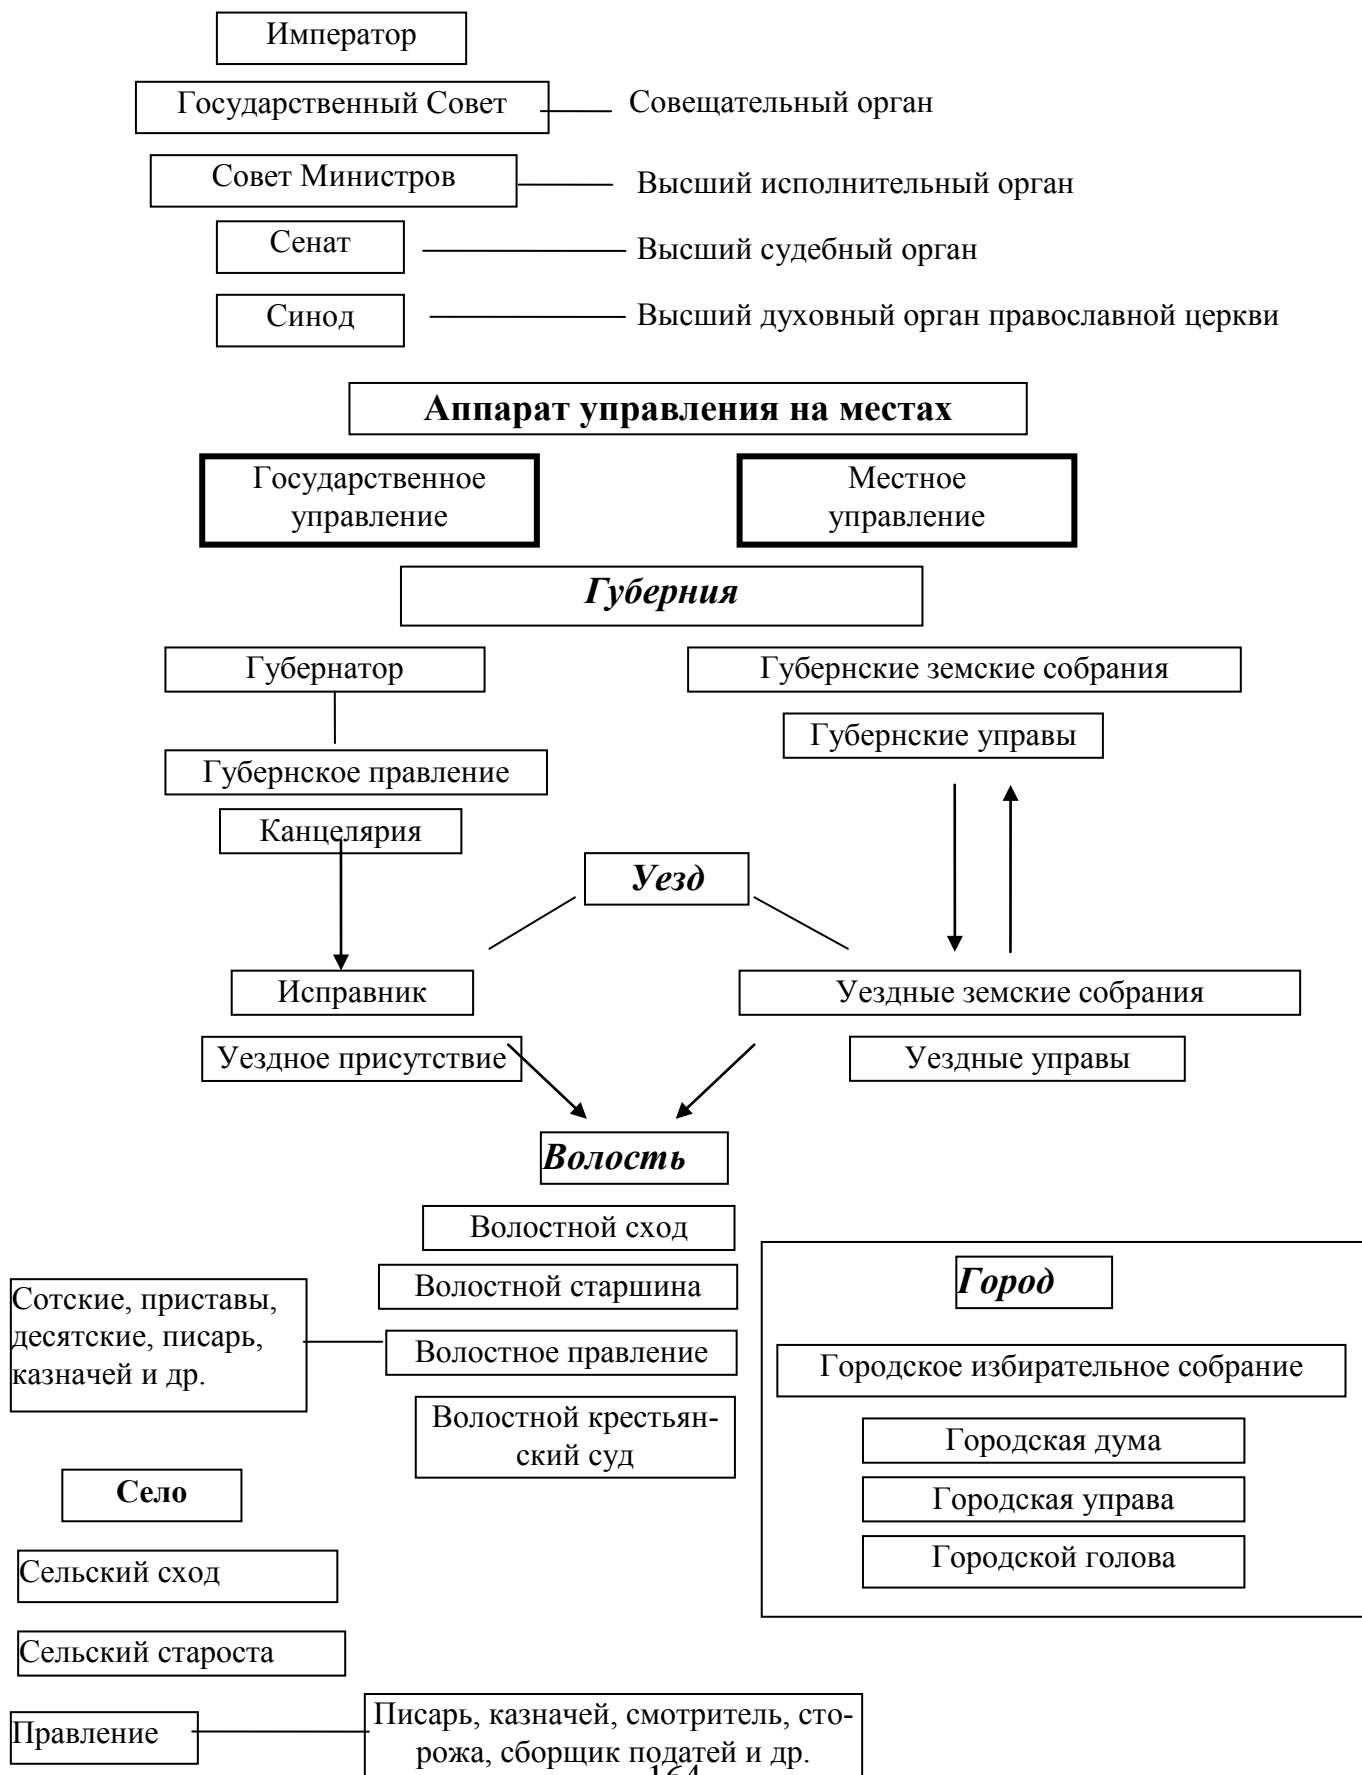 Император
Государственный Совет
Совещательный орган
Совет Министров
Высший исполнительный орган
Сенат
Высший судебный орган
Синод
Высший духовный орган православной церкви
Аппарат управления на местах
Государственное
управление
Местное
управление
Губерния
Губернатор
Губернские земские собрания
Губернские управы
Губернское правление
Канцелярия
Уезд
Исправник
Уездные земские собрания
Уездное присутствие
Уездные управы
Волость
Волостной сход
Волостной старшина
Сотские, приставы,
десятские, писарь,
казначей и др.
Волостное правление
Волостной крестьян-
ский суд
Город
Городское избирательное собрание
Городская дума
Городская управа
Городской голова
Село
Сельский сход
Сельский староста
Правление
Писарь, казначей, смотритель, сто-
рожа, сборщик податей и др.
164